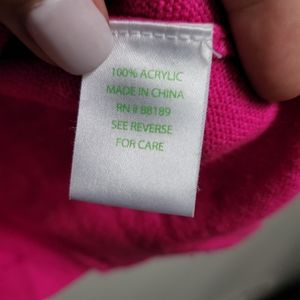 100% ACRYLIC
MADE IN CHINA
RN # 88189
SEE REVERSE
FOR CARE